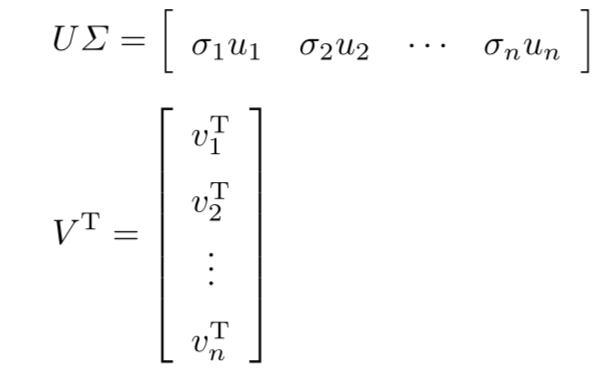 UΣ = [ σ₁u₁ σ₂u₂ ⋯ σₙuₙ ]
Vᵀ = [ v₁ᵀ
v₂ᵀ
⋮
vₙᵀ ]